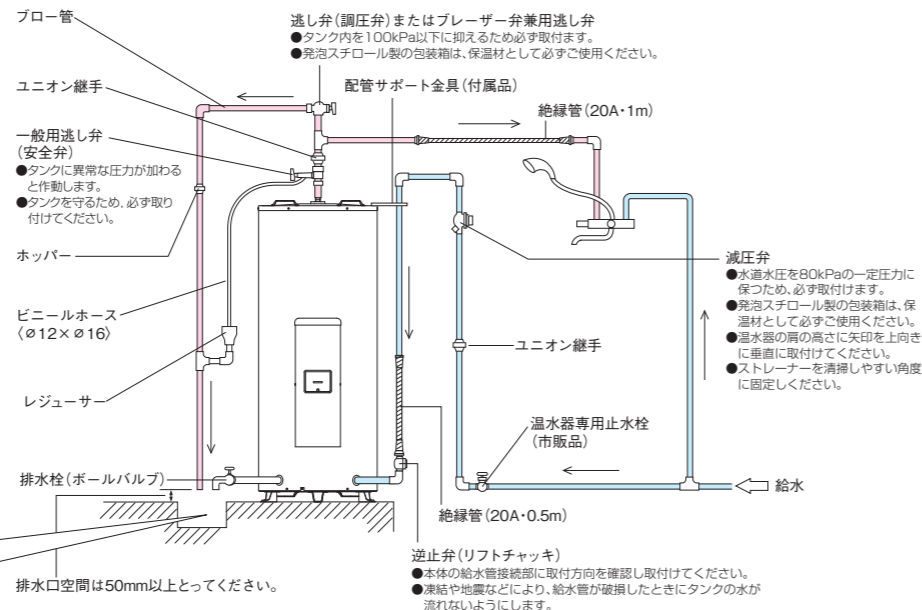 ブロー管
逃し弁(調圧弁)またはブレーザー弁兼用逃し弁
●タンク内を100kPa以下に抑えるため必ず取付ます。
●発泡スチロール製の包装箱は、保温材として必ずご使用ください。
ユニオン継手
配管サポート金具(付属品)
絶縁管(20A・1m)
一般用逃し弁
(安全弁)
●タンクに異常な圧力が加わる
と作動します。
●タンクを守るため、必ず取り
付けてください。
ホッパー
減圧弁
●水道水圧を80kPaの一定圧力に
保つため、必ず取付けます。
●発泡スチロール製の包装箱は、保
温材として必ずご使用ください。
●温水器の肩の高さに矢印を上向き
に垂直に取付けてください。
●ストレーナーを清掃しやすい角度
に固定しください。
ビニールホース
〈ø12×ø16〉
ユニオン継手
レジューサー
温水器専用止水栓
(市販品)
排水栓(ボールバルブ)
給水
絶縁管(20A・0.5m)
逆止弁(リフトチャッキ)
●本体の給水管接続部に取付方向を確認し取付けてください。
●凍結や地震などにより、給水管が破損したときにタンクの水が
流れないようにします。
排水口空間は50mm以上とってください。